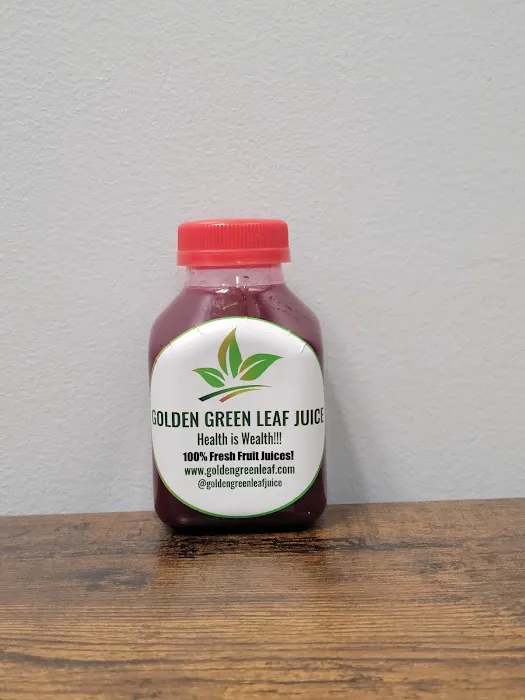 GOLDEN GREEN LEAF JUICE
Health is Wealth!!!
100% Fresh Fruit Juices!
www.goldengreenleaf.com
@goldengreenleafjuice